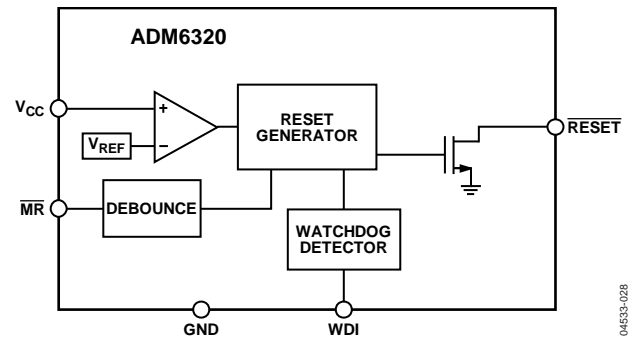 ADM6320
VCC
VREF
+
−
RESET
GENERATOR
RESET
MR
DEBOUNCE
WATCHDOG
DETECTOR
GND
WDI
04533-028